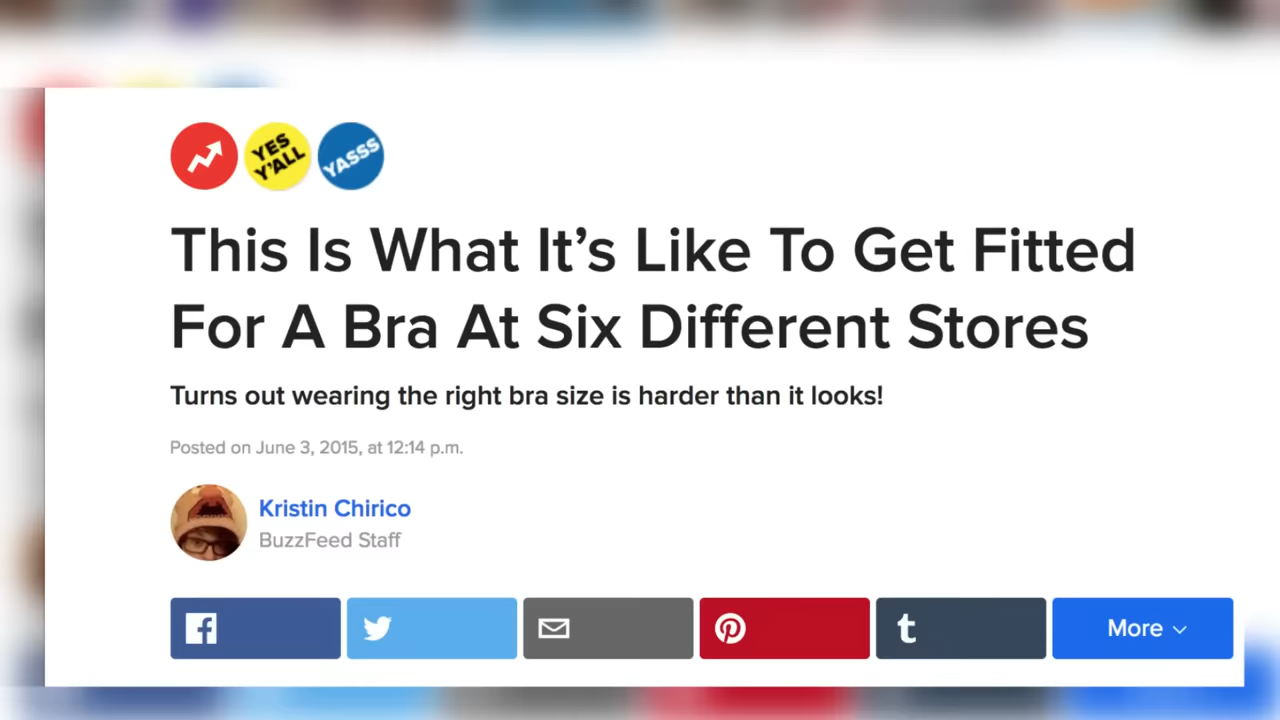 YES
Y'ALL
YASSS
This Is What It’s Like To Get Fitted
For A Bra At Six Different Stores
Turns out wearing the right bra size is harder than it looks!
Posted on June 3, 2015, at 12:14 p.m.
Kristin Chirico
BuzzFeed Staff
More